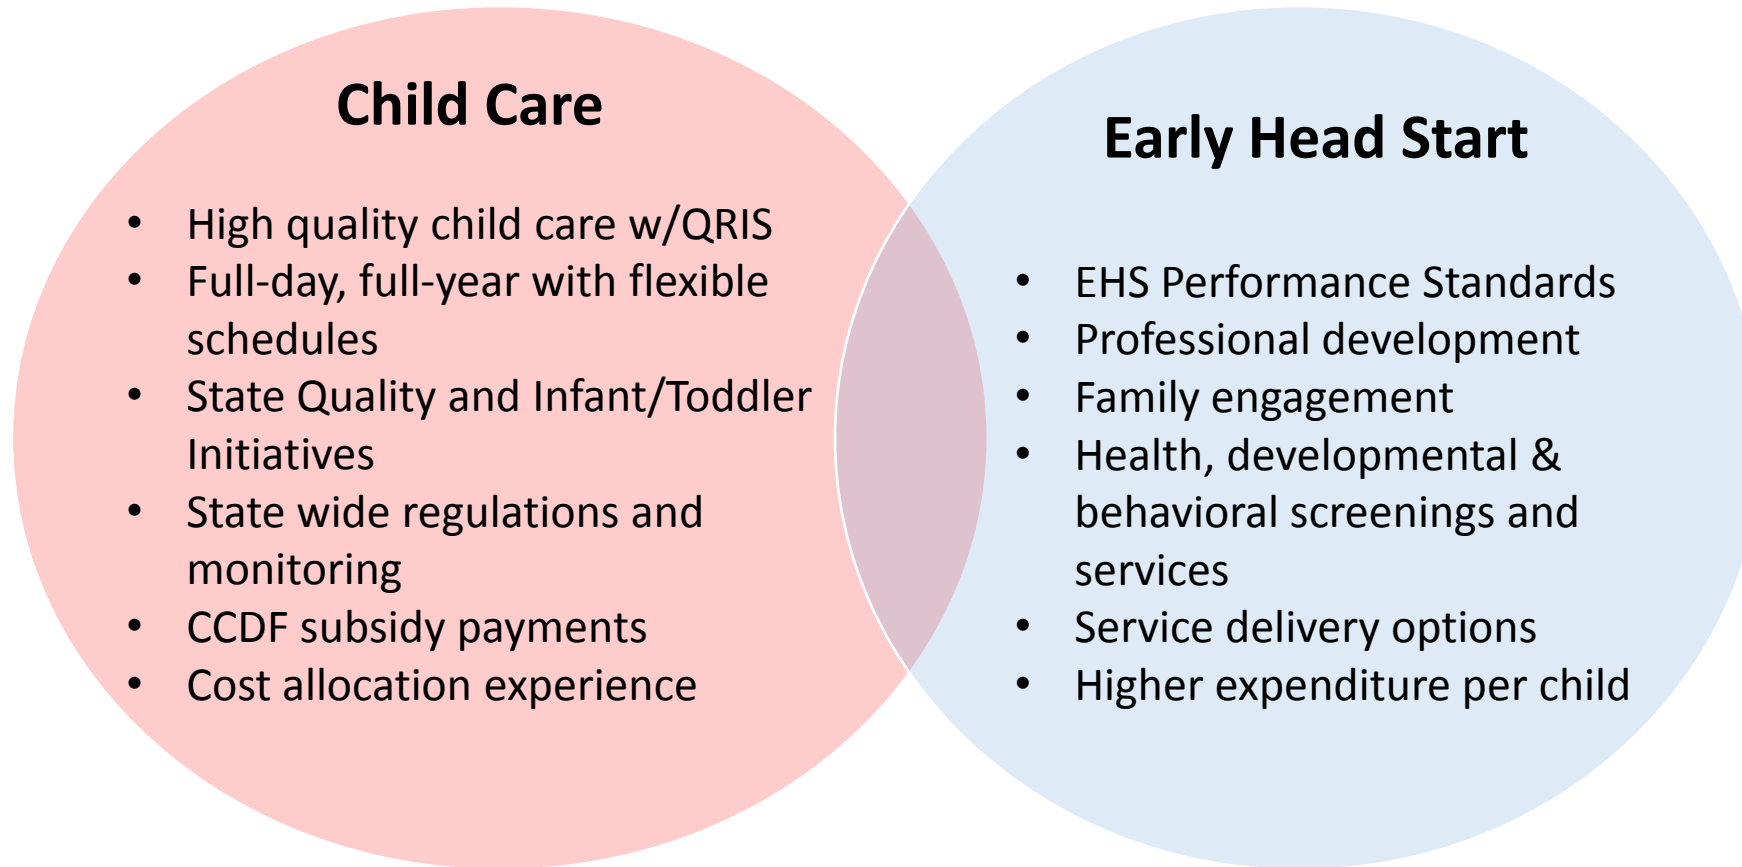 Child Care
• High quality child care w/QRIS
• Full-day, full-year with flexible
schedules
• State Quality and Infant/Toddler
Initiatives
• State wide regulations and
monitoring
• CCDF subsidy payments
• Cost allocation experience
Early Head Start
• EHS Performance Standards
• Professional development
• Family engagement
• Health, developmental &
behavioral screenings and
services
• Service delivery options
• Higher expenditure per child